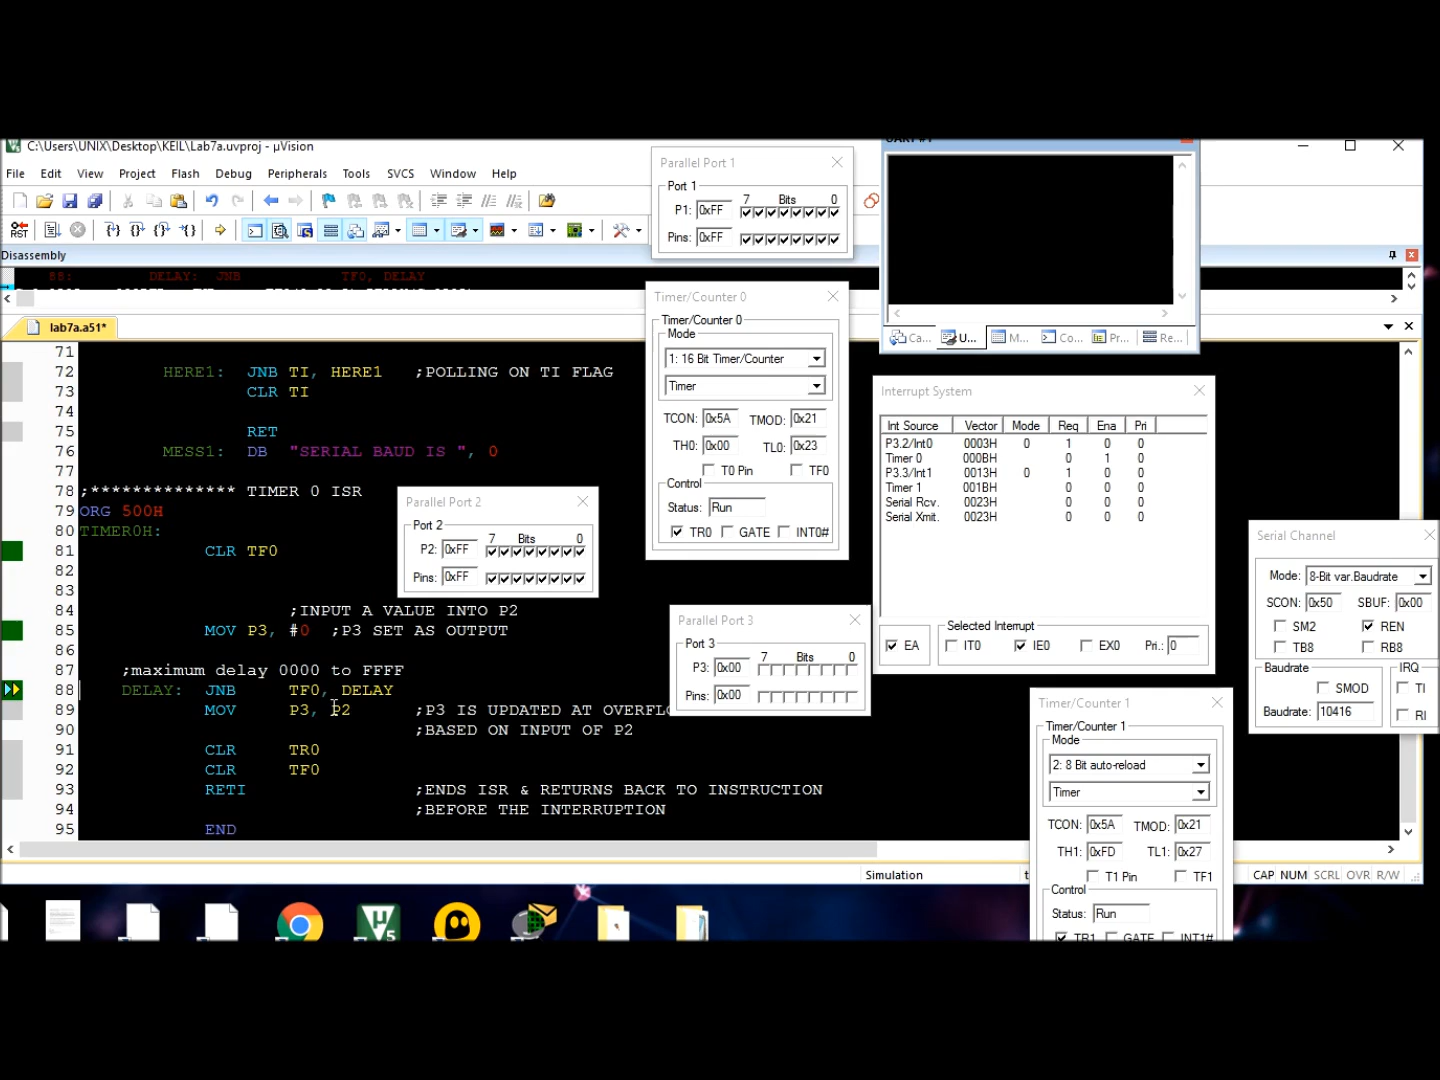 C:\Users\UNIX\Desktop\KEIL\Lab7a.uvproj - µVision
File Edit View Project Flash Debug Peripherals Tools SVCS Window Help
Disassembly
88: DELAY: JNB TF0, DELAY
lab7a.a51*
71
72 HERE1: JNB TI, HERE1 ;POLLING ON TI FLAG
73 CLR TI
74
75 RET
76 MESS1: DB "SERIAL BAUD IS ", 0
77
78 ;************** TIMER 0 ISR
79 ORG 500H
80 TIMER0H:
81 CLR TF0
82
83
84 ;INPUT A VALUE INTO P2
85 MOV P3, #0 ;P3 SET AS OUTPUT
86
87 ;maximum delay 0000 to FFFF
88 DELAY: JNB TF0, DELAY
89 MOV P3, P2 ;P3 IS UPDATED AT OVERFLO
90 ;BASED ON INPUT OF P2
91 CLR TR0
92 CLR TF0
93 RETI ;ENDS ISR & RETURNS BACK TO INSTRUCTION
94 ;BEFORE THE INTERRUPTION
95 END
Simulation
CAP NUM SCRL OVR R/W
Parallel Port 1
Port 1
7 Bits 0
P1: 0xFF
Pins: 0xFF
Timer/Counter 0
Timer/Counter 0
Mode
1: 16 Bit Timer/Counter
Timer
TCON: 0x5A TMOD: 0x21
TH0: 0x00 TL0: 0x23
T0 Pin TF0
Control
Status: Run
TR0 GATE INT0#
Parallel Port 2
Port 2
7 Bits 0
P2: 0xFF
Pins: 0xFF
Parallel Port 3
Port 3
7 Bits 0
P3: 0x00
Pins: 0x00
Ca... U... M... Co... Pr... Re...
Interrupt System
Int Source Vector Mode Req Ena Pri
P3.2/Int0 0003H 0 1 0 0
Timer 0 000BH 0 1 0
P3.3/Int1 0013H 0 1 0 0
Timer 1 001BH 0 0 0
Serial Rcv. 0023H 0 0 0
Serial Xmit. 0023H 0 0 0
Selected Interrupt
EA IT0 IE0 EX0 Pri.: 0
Serial Channel
Mode: 8-Bit var.Baudrate
SCON: 0x50 SBUF: 0x00
SM2 REN
TB8 RB8
Baudrate IRQ
SMOD TI
Baudrate: 10416 RI
Timer/Counter 1
Timer/Counter 1
Mode
2: 8 Bit auto-reload
Timer
TCON: 0x5A TMOD: 0x21
TH1: 0xFD TL1: 0x27
T1 Pin TF1
Control
Status: Run
TR1 GATE INT1#